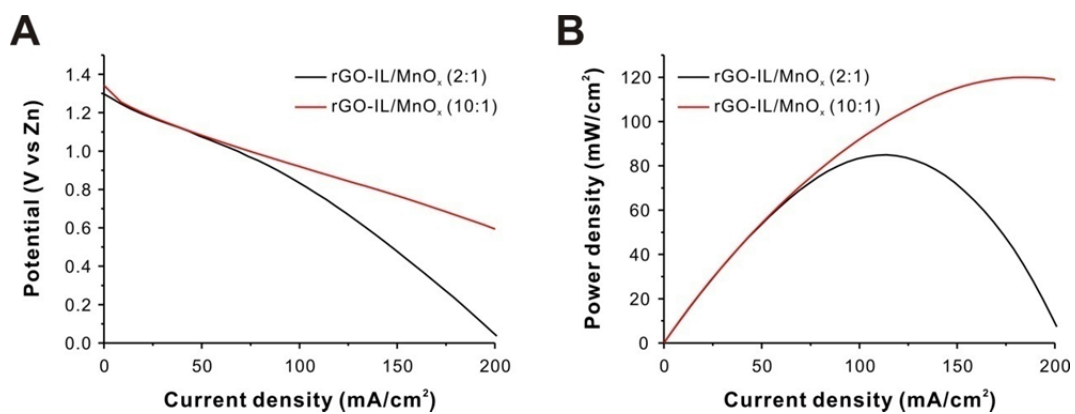 A
Potential (V vs Zn)
1.4
1.2
1.0
0.8
0.6
0.4
0.2
0.0
rGO-IL/MnOₓ (2:1)
rGO-IL/MnOₓ (10:1)
0 50 100 150 200
Current density (mA/cm²)
B
Power density (mW/cm²)
120
100
80
60
40
20
0
rGO-IL/MnOₓ (2:1)
rGO-IL/MnOₓ (10:1)
0 50 100 150 200
Current density (mA/cm²)